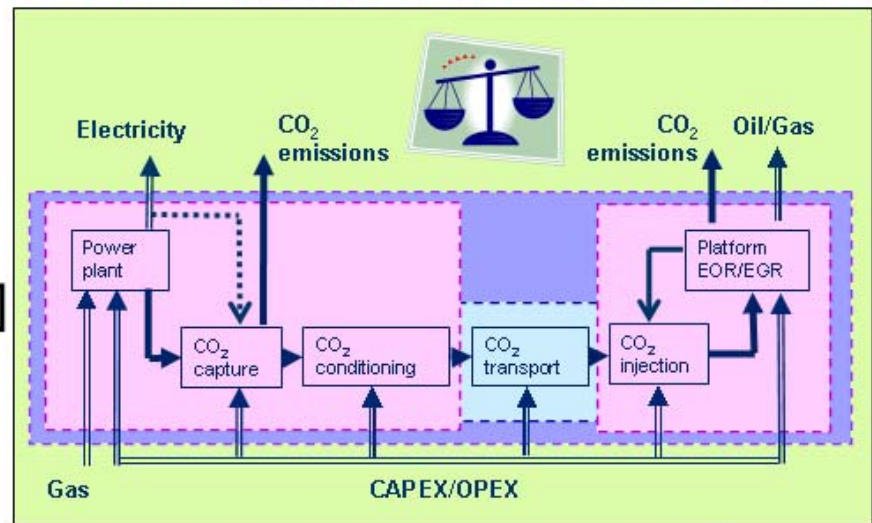 Electricity
CO₂
emissions
CO₂
emissions
Oil/Gas
Power
plant
Platform
EOR/EGR
CO₂
capture
CO₂
conditioning
CO₂
transport
CO₂
injection
Gas
CAPEX/OPEX